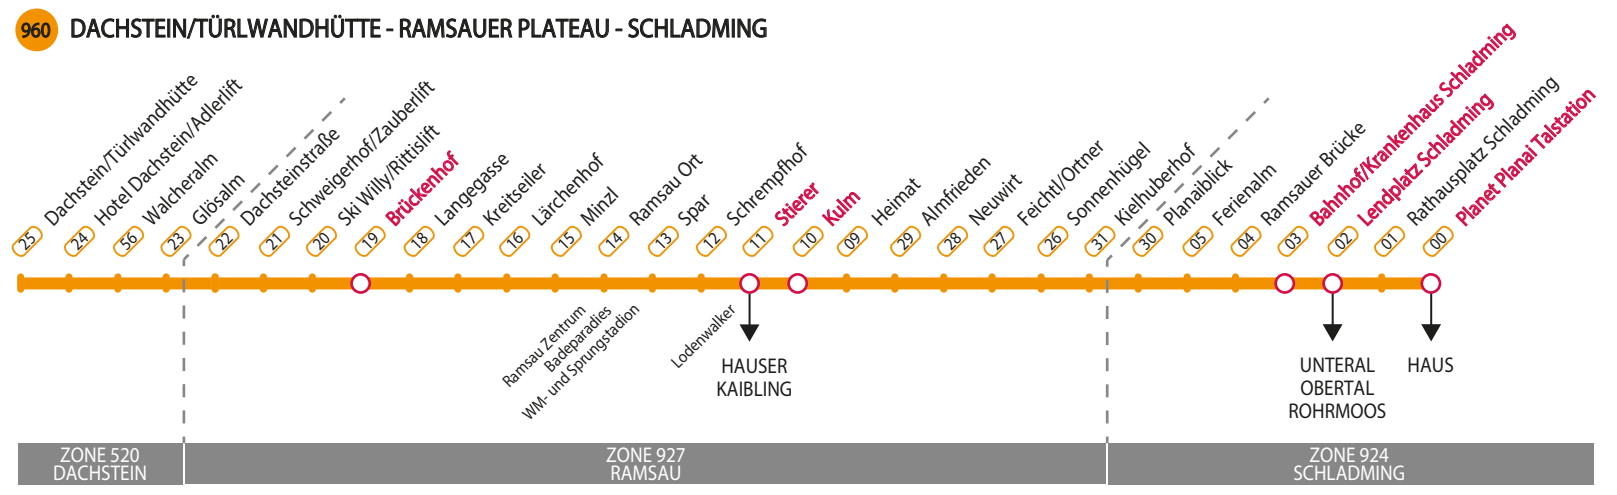 960 DACHSTEIN/TÜRLWANDHÜTTE - RAMSAUER PLATEAU - SCHLADMING
25 Dachstein/Türlwandhütte
24 Hotel Dachstein/Adlerlift
56 Walcheralm
23 Glösalm
22 Dachsteinstraße
21 Schweigerhof/Zauberlift
20 Ski Willy/Rittislift
19 Brückenhof
18 Langegasse
17 Kreitseiler
16 Lärchenhof
15 Minzl
14 Ramsau Ort
13 Spar
12 Schrempfhof
11 Stierer
10 Kulm
09 Heimat
29 Almfrieden
28 Neuwirt
27 Feichtl/Ortner
26 Sonnenhügel
31 Kielhuberhof
30 Planaiblick
05 Ferienalm
04 Ramsauer Brücke
03 Bahnhof/Krankenhaus Schladming
02 Lendplatz Schladming
01 Rathausplatz Schladming
00 Planet Planai Talstation
Ramsau Zentrum
Badeparadies
WM- und Sprungstadion
Lodenwalker
HAUSER
KAIBLING
UNTERAL
OBERTAL
ROHRMOOS
HAUS
ZONE 520
DACHSTEIN
ZONE 927
RAMSAU
ZONE 924
SCHLADMING